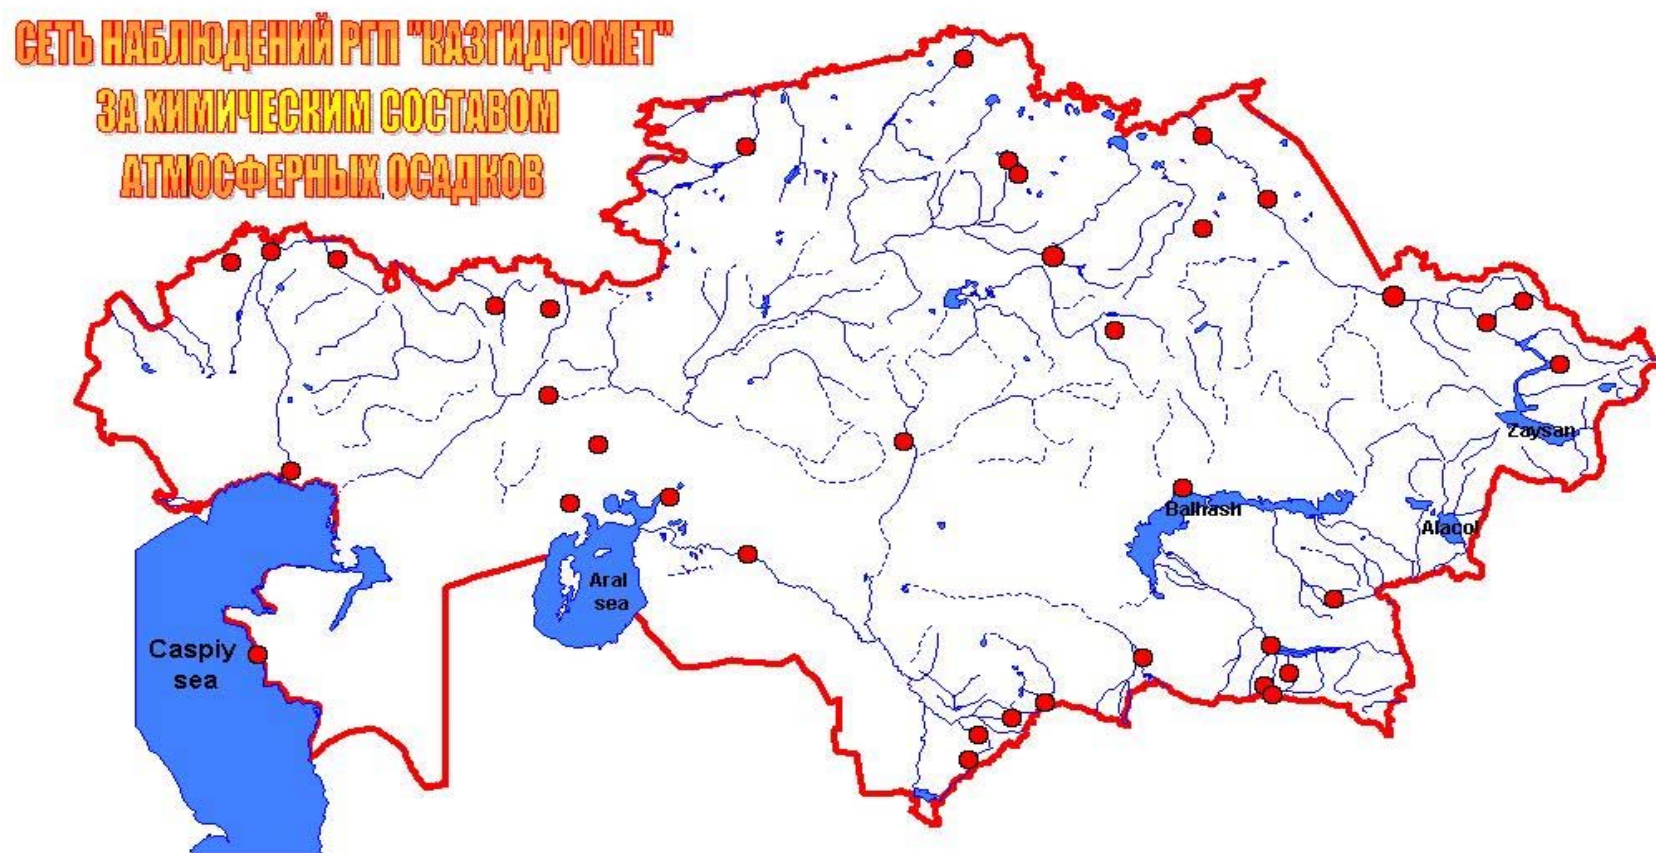 СЕТЬ НАБЛЮДЕНИЙ РГП "КАЗГИДРОМЕТ"
ЗА ХИМИЧЕСКИМ СОСТАВОМ
АТМОСФЕРНЫХ ОСАДКОВ
Zaysan
Balhash
Alacol
Aral
sea
Caspiy
sea